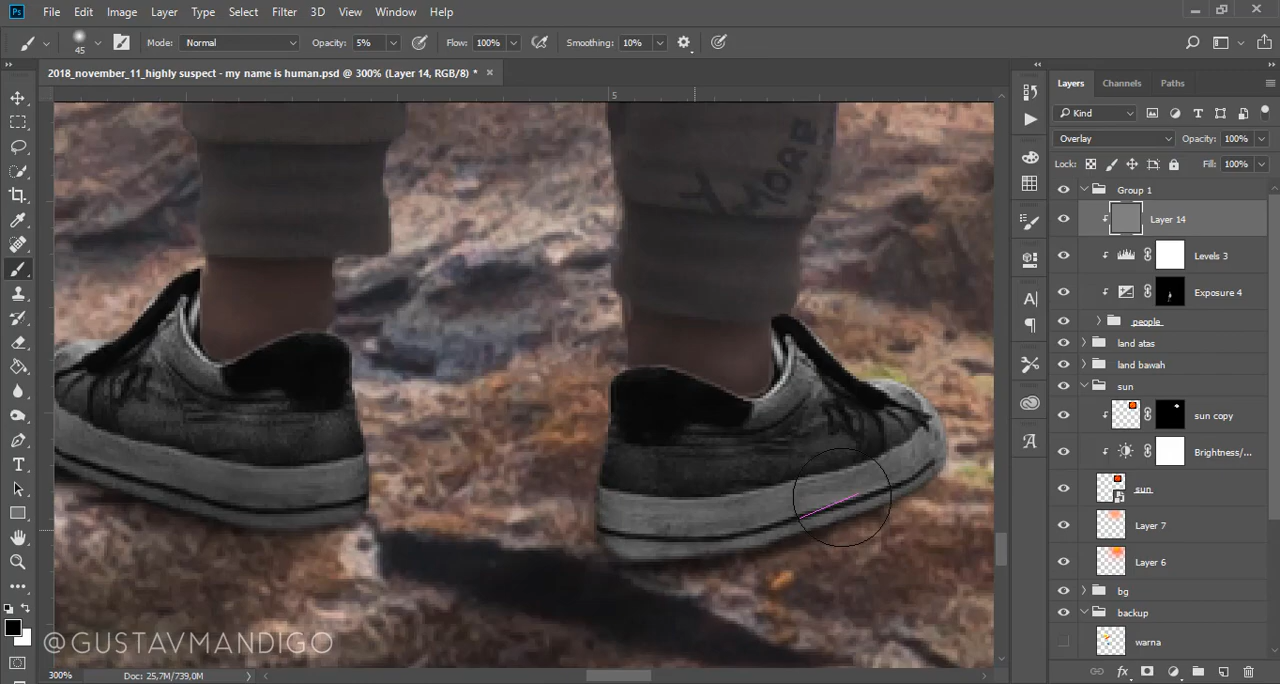 Ps File Edit Image Layer Type Select Filter 3D View Window Help
45 Mode: Normal Opacity: 5% Flow: 100% Smoothing: 10%
2018_november_11_highly suspect - my name is human.psd @ 300% (Layer 14, RGB/8) * ×
5
Layers Channels Paths
Kind
Overlay Opacity: 100%
Lock: Fill: 100%
Group 1
Layer 14
Levels 3
Exposure 4
people
land atas
land bawah
sun
sun copy
Brightness/...
sun
Layer 7
Layer 6
bg
backup
warna
@GUSTAVMANDIGO
300% Doc: 25,7M/739,0M